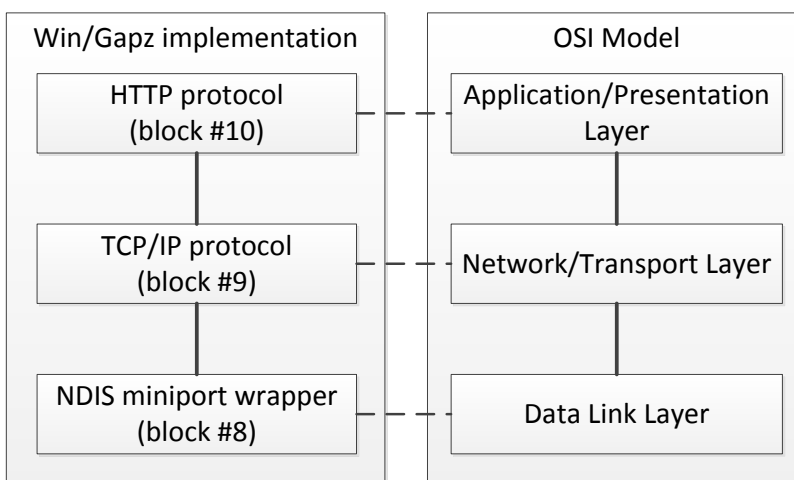 Win/Gapz implementation
HTTP protocol
(block #10)
TCP/IP protocol
(block #9)
NDIS miniport wrapper
(block #8)
OSI Model
Application/Presentation
Layer
Network/Transport Layer
Data Link Layer